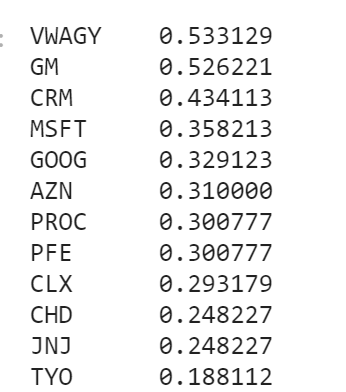 VWAGY 0.533129
GM 0.526221
CRM 0.434113
MSFT 0.358213
GOOG 0.329123
AZN 0.310000
PROC 0.300777
PFE 0.300777
CLX 0.293179
CHD 0.248227
JNJ 0.248227
TYO 0.188112